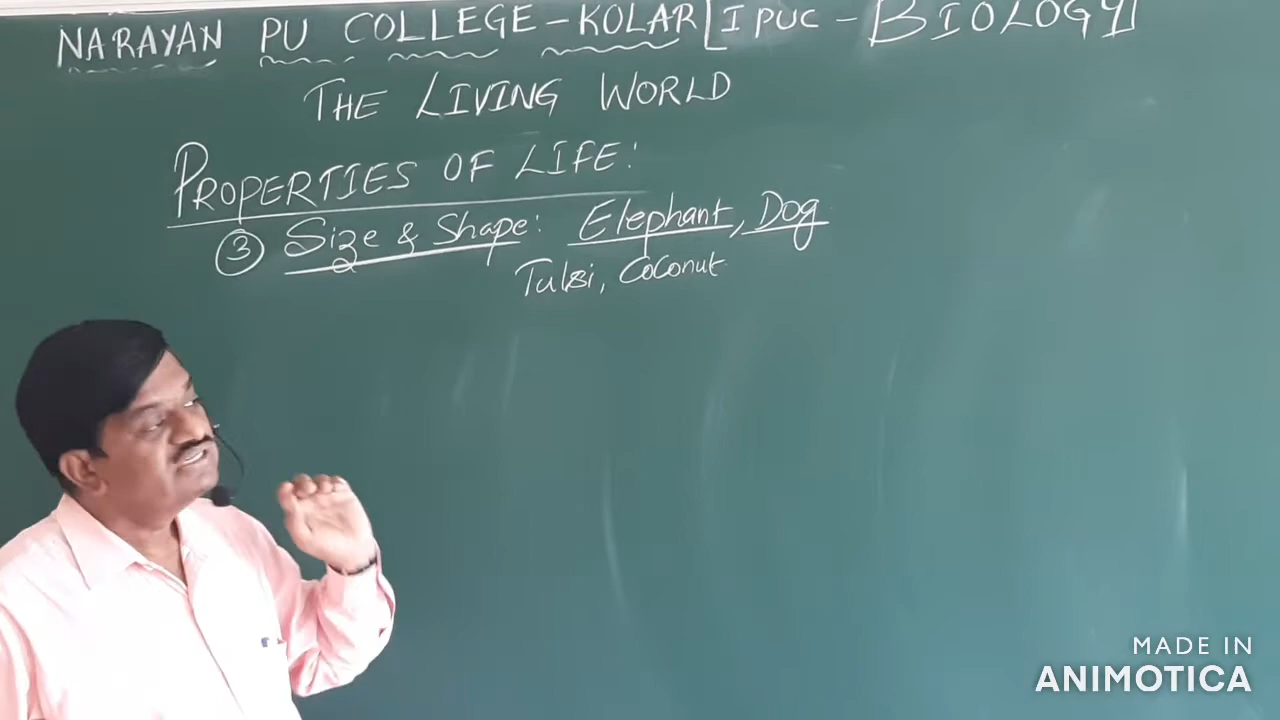 NARAYAN PU COLLEGE - KOLAR [I PUC - BIOLOGY]
THE LIVING WORLD
PROPERTIES OF LIFE:
③ Size & Shape: Elephant, Dog
Tulsi, Coconut
MADE IN
ANIMOTICA